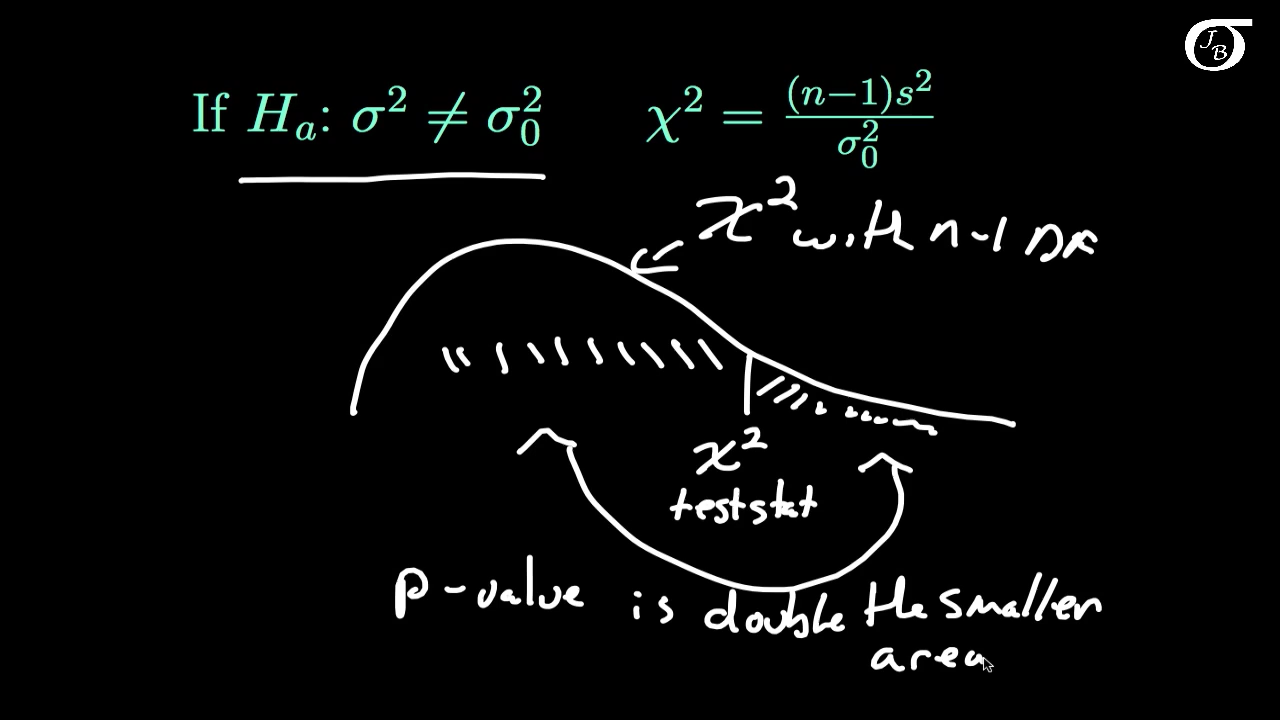 If Hₐ: σ² ≠ σ₀² χ² = (n−1)s²/σ₀²
χ² with n-1 DF
χ²
test stat
p-value is double the smaller
area
JB